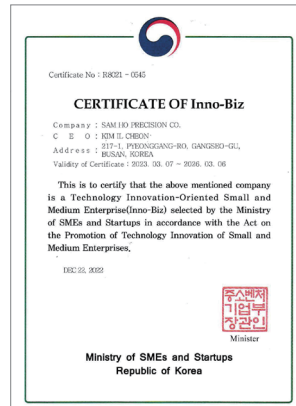 Certificate No : R8021 - 0545
CERTIFICATE OF Inno-Biz
Company : SAM HO PRECISION CO.
C E O : KIM IL CHEON
Address : 217-1, PYEONGGANG-RO, GANGSEO-GU,
BUSAN, KOREA
Validity of Certificate : 2023. 03. 07 - 2026. 03. 06
This is to certify that the above mentioned company
is a Technology Innovation-Oriented Small and
Medium Enterprise(Inno-Biz) selected by the Ministry
of SMEs and Startups in accordance with the Act on
the Promotion of Technology Innovation of Small and
Medium Enterprises.
DEC 22, 2022
중소벤처
기업부
장관인
Minister
Ministry of SMEs and Startups
Republic of Korea